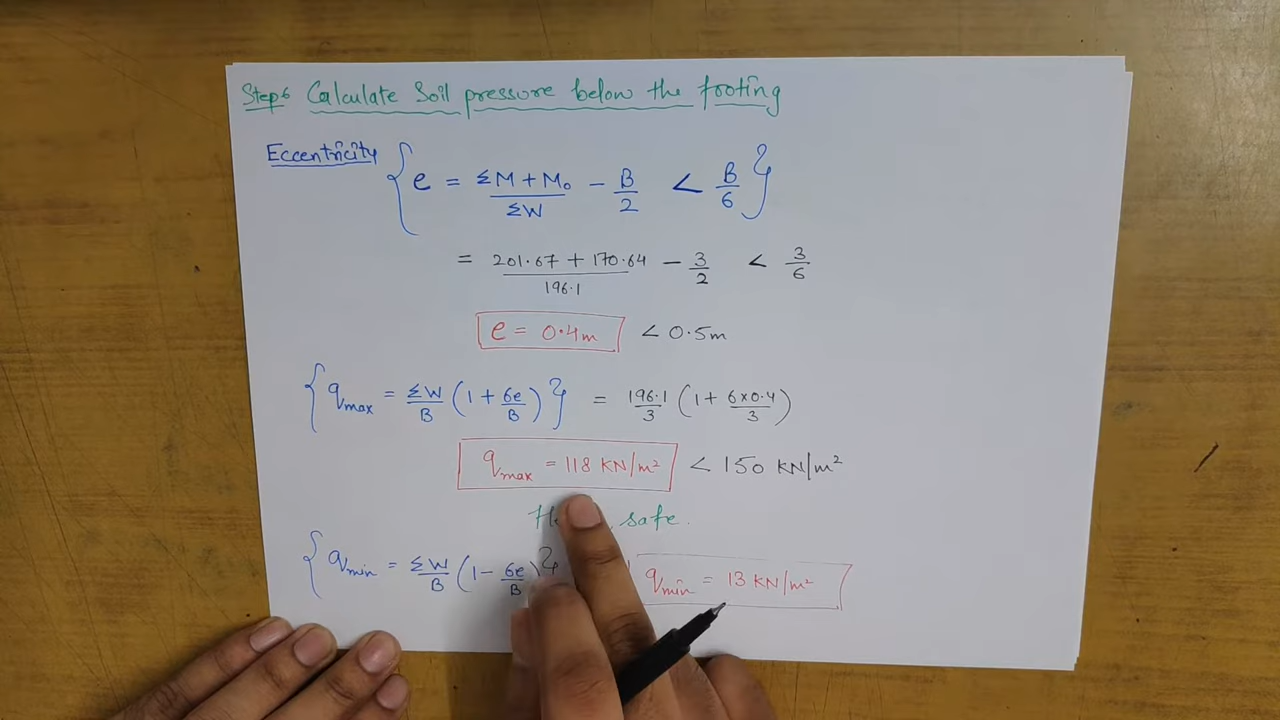 Step6 Calculate Soil pressure below the footing
Eccentricity { e = ΣM + M₀ / ΣW - B/2 < B/6 }
= 201.67 + 170.64 / 196.1 - 3/2 < 3/6
e = 0.4m < 0.5m
{ qmax = ΣW/B (1 + 6e/B) } = 196.1/3 (1 + 6×0.4/3)
qmax = 118 KN/m² < 150 KN/m²
safe.
{ qmin = ΣW/B (1 - 6e/B) } qmin = 13 KN/m²